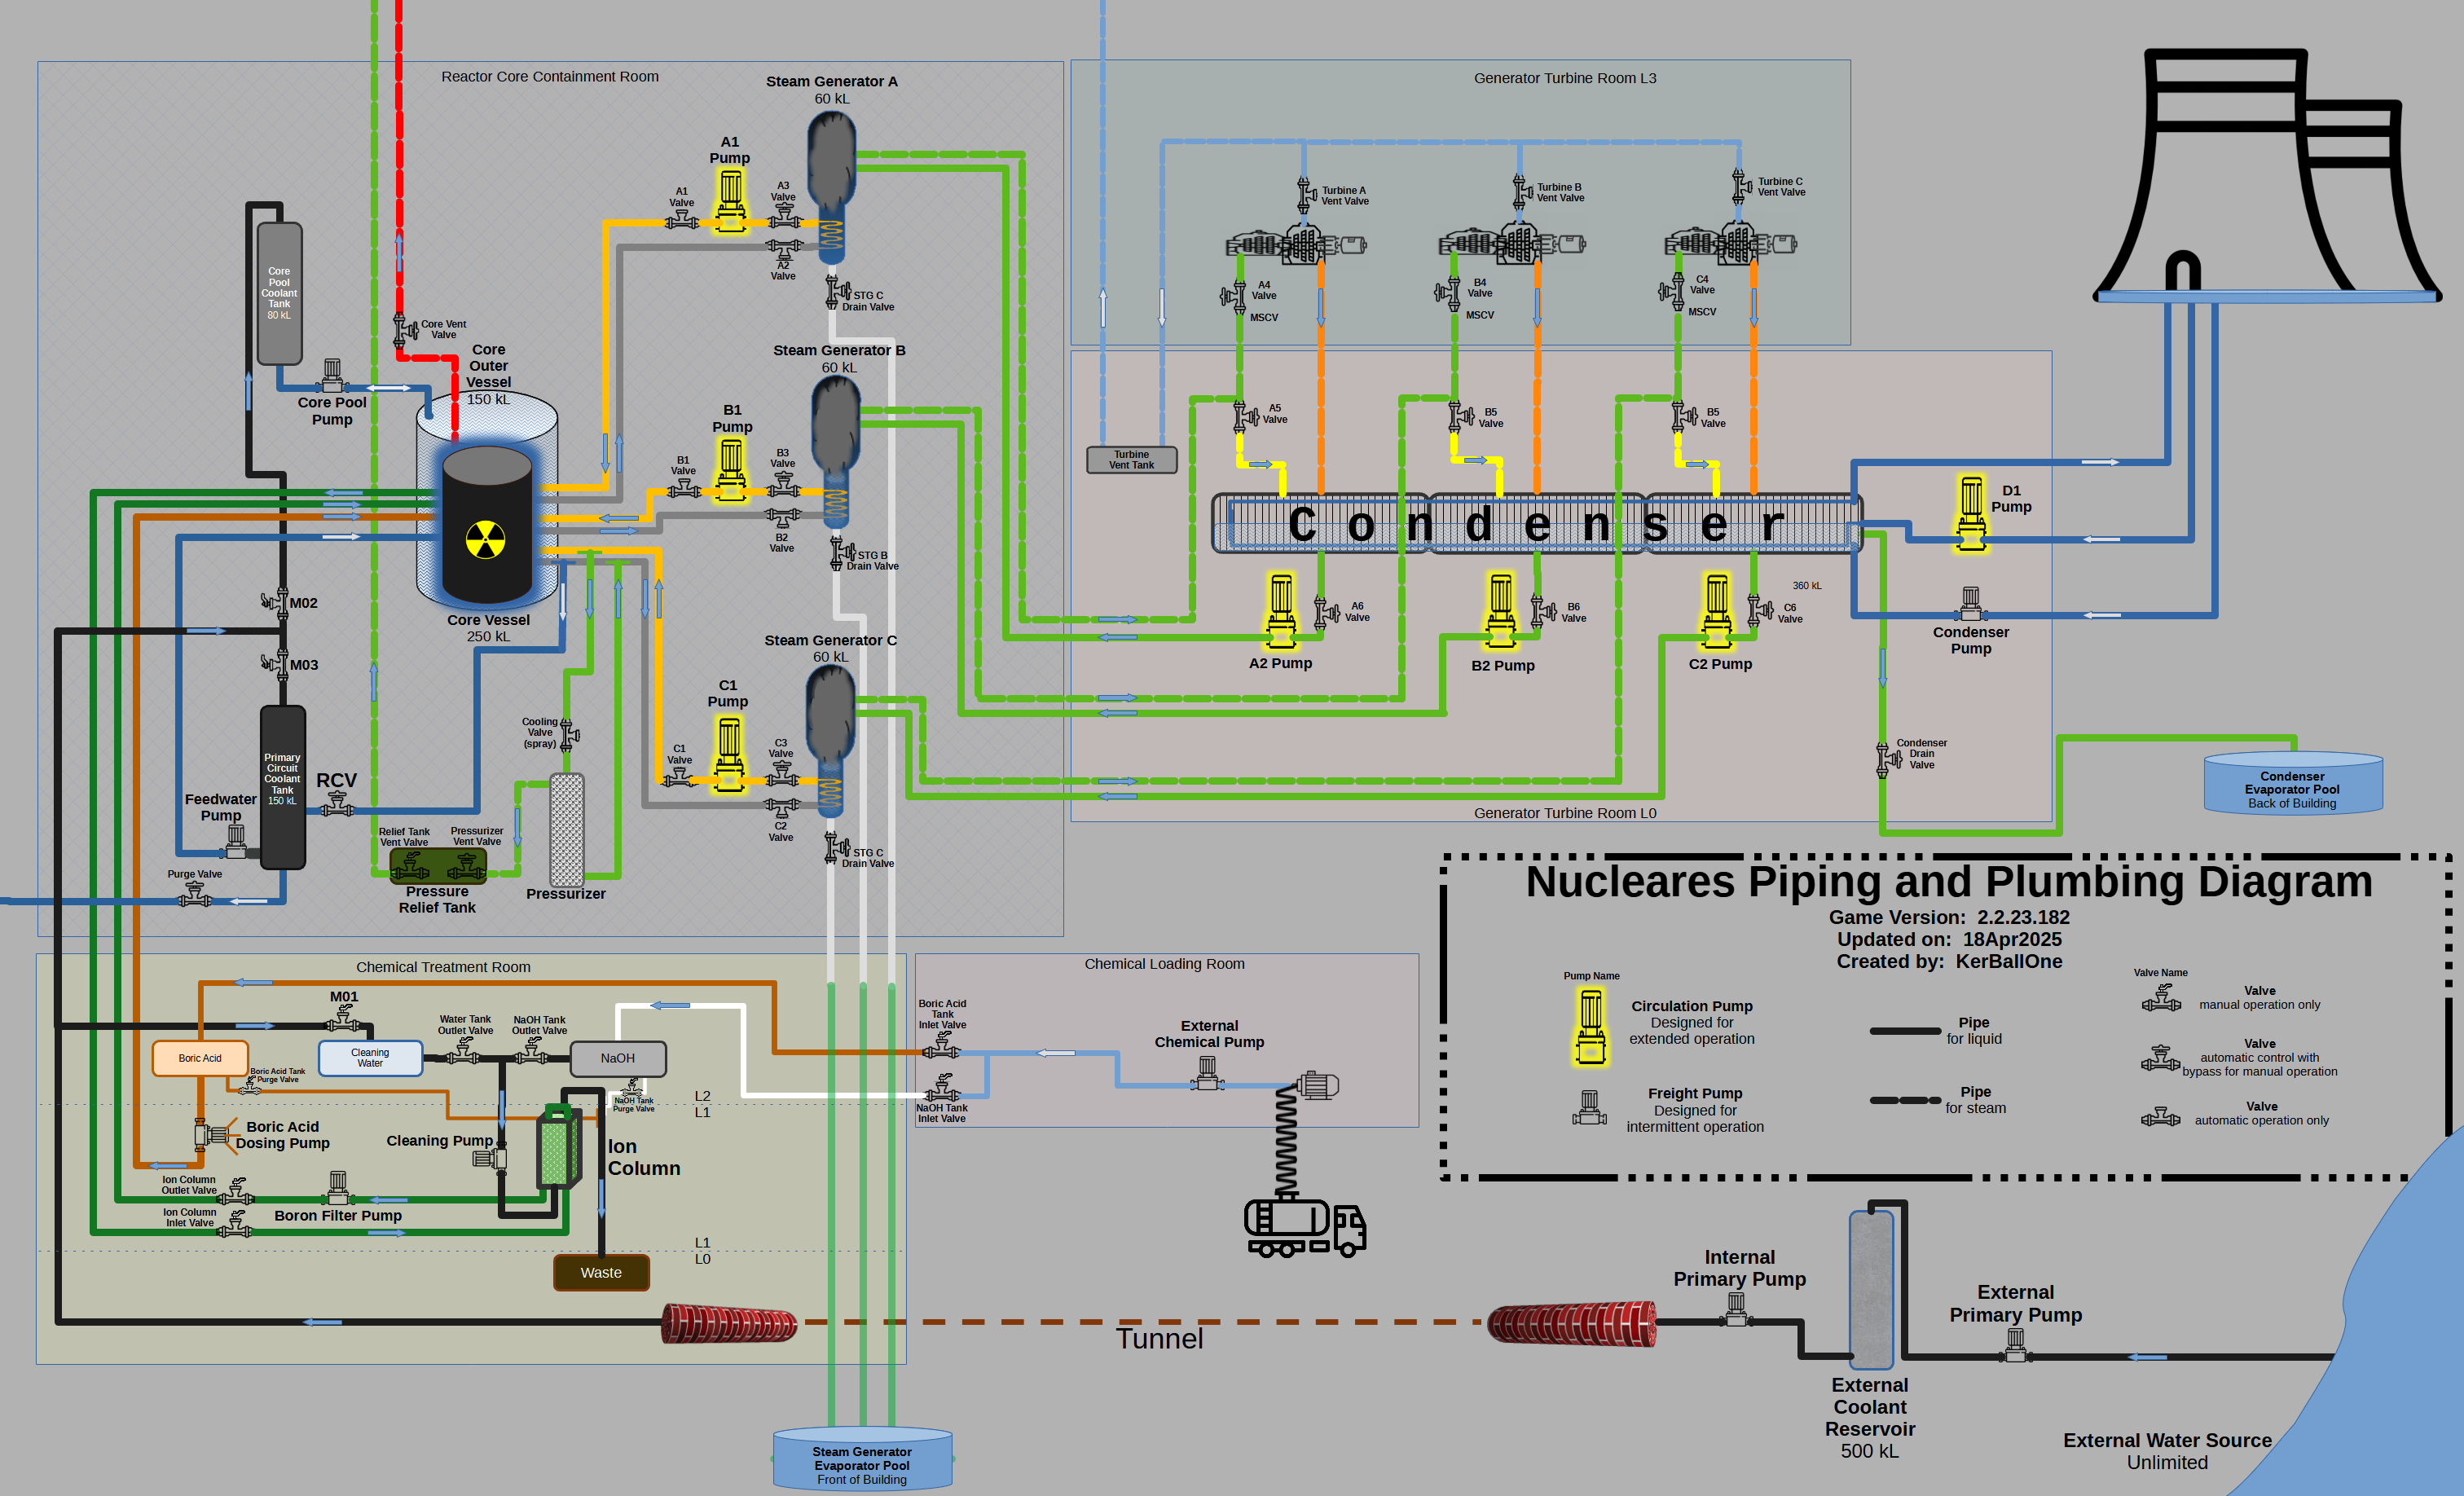 Reactor Core Containment Room
Steam Generator A
60 kL
Generator Turbine Room L3
A1
Pump
A1
Valve
A3
Valve
A2
Valve
STG C
Drain Valve
Turbine A
Vent Valve
Turbine B
Vent Valve
Turbine C
Vent Valve
A4
Valve
MSCV
B4
Valve
MSCV
C4
Valve
MSCV
Core
Pool
Coolant
Tank
80 kL
Core Vent
Valve
Core Pool
Pump
Core
Outer
Vessel
150 kL
Steam Generator B
60 kL
B1
Pump
B1
Valve
B3
Valve
B2
Valve
STG B
Drain Valve
A5
Valve
B5
Valve
B5
Valve
Turbine
Vent Tank
Condenser
D1
Pump
360 kL
Condenser
Pump
A6
Valve
B6
Valve
C6
Valve
A2 Pump
B2 Pump
C2 Pump
M02
M03
Core Vessel
250 kL
Steam Generator C
60 kL
C1
Pump
C1
Valve
C3
Valve
C2
Valve
STG C
Drain Valve
Cooling
Valve
(spray)
Primary
Circuit
Coolant
Tank
150 kL
RCV
Feedwater
Pump
Purge Valve
Relief Tank
Vent Valve
Pressurizer
Vent Valve
Pressure
Relief Tank
Pressurizer
Condenser
Drain
Valve
Condenser
Evaporator Pool
Back of Building
Generator Turbine Room L0
Nucleares Piping and Plumbing Diagram
Game Version: 2.2.23.182
Updated on: 18Apr2025
Created by: KerBallOne
Pump Name
Circulation Pump
Designed for
extended operation
Freight Pump
Designed for
intermittent operation
Pipe
for liquid
Pipe
for steam
Valve Name
Valve
manual operation only
Valve
automatic control with
bypass for manual operation
Valve
automatic operation only
Chemical Treatment Room
M01
Boric Acid
Cleaning
Water
Water Tank
Outlet Valve
NaOH Tank
Outlet Valve
NaOH
Boric Acid Tank
Purge Valve
NaOH Tank
Purge Valve
L2
L1
Boric Acid
Dosing Pump
Cleaning Pump
Ion
Column
Ion Column
Outlet Valve
Ion Column
Inlet Valve
Boron Filter Pump
L1
L0
Waste
Chemical Loading Room
Boric Acid
Tank
Inlet Valve
NaOH Tank
Inlet Valve
External
Chemical Pump
Tunnel
Internal
Primary Pump
External
Primary Pump
External
Coolant
Reservoir
500 kL
External Water Source
Unlimited
Steam Generator
Evaporator Pool
Front of Building